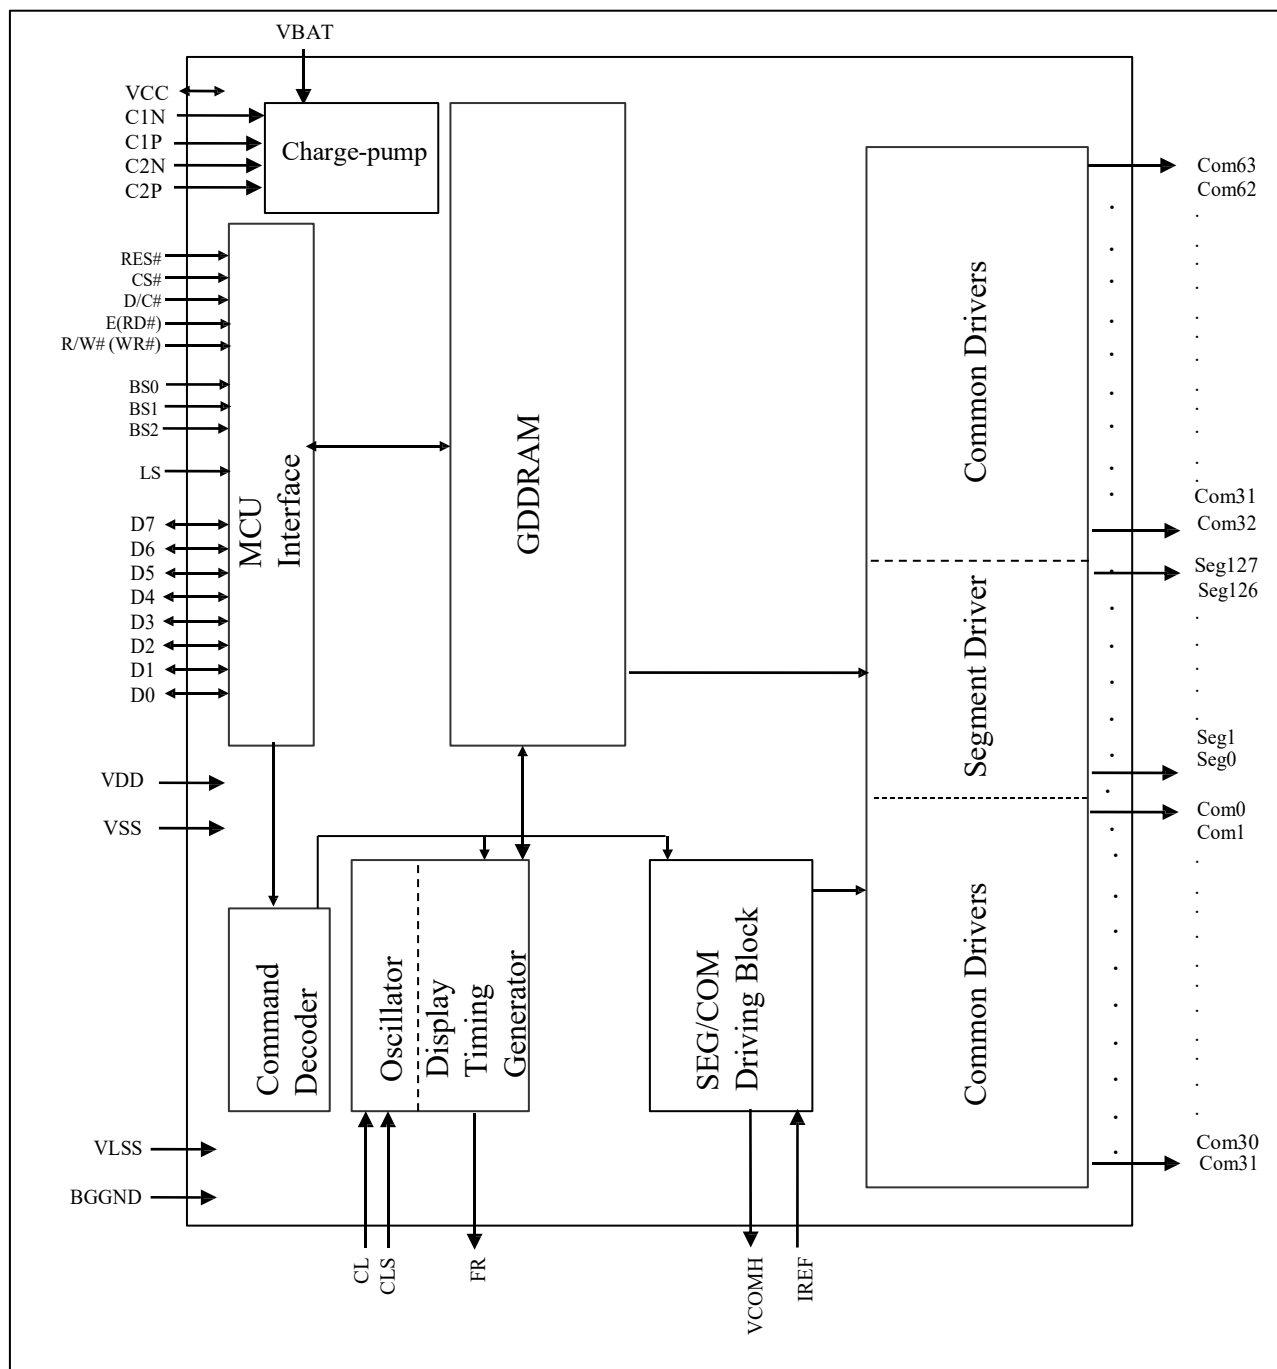 VBAT
VCC
C1N
C1P
C2N
C2P
Charge-pump
RES#
CS#
D/C#
E(RD#)
R/W# (WR#)
BS0
BS1
BS2
LS
D7
D6
D5
D4
D3
D2
D1
D0
MCU
Interface
GDDRAM
Common Drivers
Segment Driver
Common Drivers
Com63
Com62
Com31
Com32
Seg127
Seg126
Seg1
Seg0
Com0
Com1
Com30
Com31
VDD
VSS
Command
Decoder
Oscillator
Display
Timing
Generator
SEG/COM
Driving Block
VLSS
BGGND
CL
CLS
FR
VCOMH
IREF